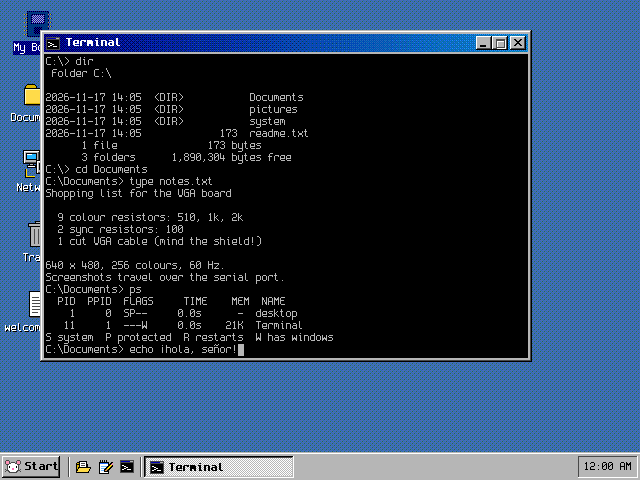 My Bo
Terminal
C:\> dir
 folder C:\
2026-11-17 14:05  <DIR>           Documents
2026-11-17 14:05  <DIR>           pictures
2026-11-17 14:05  <DIR>           system
2026-11-17 14:05             173  readme.txt
      1 file               173 bytes
      3 folders      1,890,304 bytes free
C:\> cd Documents
C:\Documents> type notes.txt
Shopping list for the VGA board
  9 colour resistors: 510, 1k, 2k
  2 sync resistors: 100
  1 cut VGA cable (mind the shield!)
640 x 480, 256 colours, 60 Hz.
Screenshots travel over the serial port.
C:\Documents> ps
  PID  PPID  FLAGS     TIME    MEM  NAME
    1     0  SP--      0.0s      -  desktop
   11     1  ---W      0.0s    21K  Terminal
S system  P protected  R restarts  W has windows
C:\Documents> echo ¡hola, señor!
Docum
Netw
Tra
welcom
Start
Terminal
12:00 AM